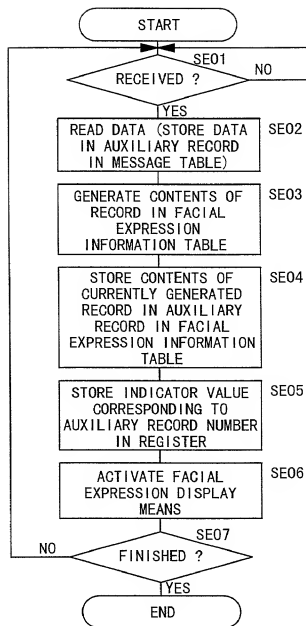 START
SE01
RECEIVED ?
NO
YES
READ DATA (STORE DATA
IN AUXILIARY RECORD
IN MESSAGE TABLE)
SE02
GENERATE CONTENTS OF
RECORD IN FACIAL
EXPRESSION
INFORMATION TABLE
SE03
STORE CONTENTS OF
CURRENTLY GENERATED
RECORD IN AUXILIARY
RECORD IN FACIAL
EXPRESSION INFORMATION
TABLE
SE04
STORE INDICATOR VALUE
CORRESPONDING TO
AUXILIARY RECORD NUMBER
IN REGISTER
SE05
ACTIVATE FACIAL
EXPRESSION DISPLAY
MEANS
SE06
SE07
NO
FINISHED ?
YES
END